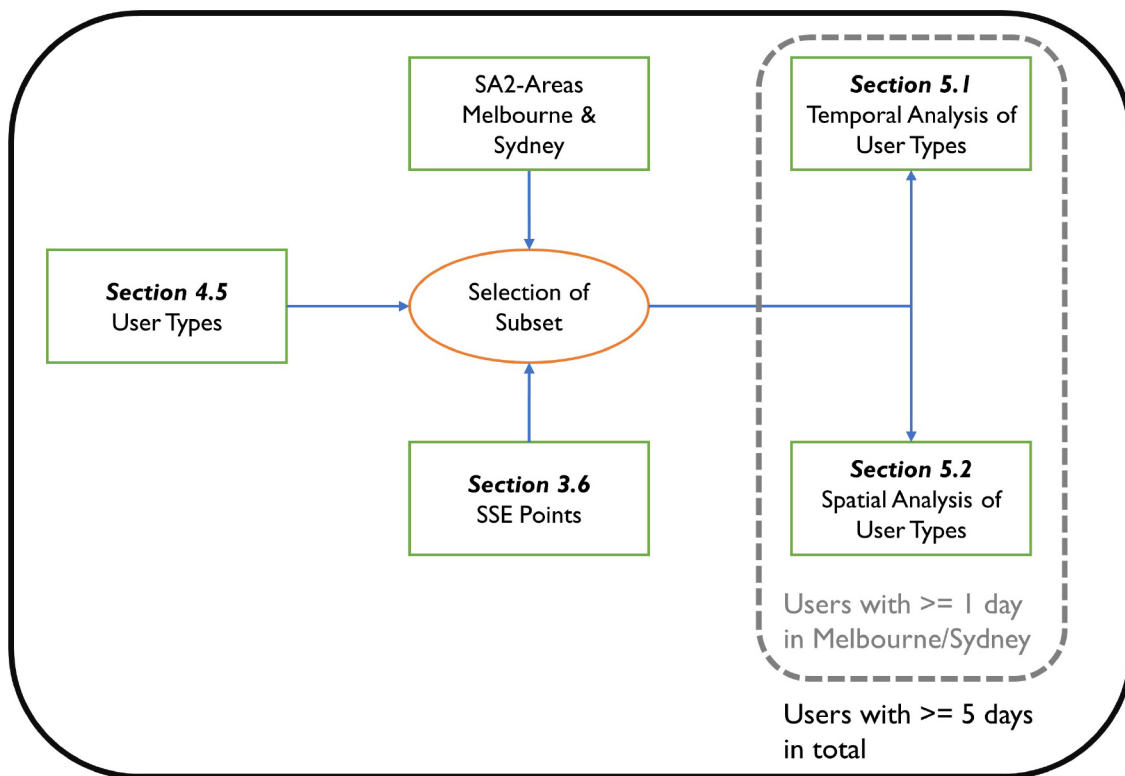 SA2-Areas
Melbourne &
Sydney
Section 5.1
Temporal Analysis of
User Types
Section 4.5
User Types
Selection of
Subset
Section 3.6
SSE Points
Section 5.2
Spatial Analysis of
User Types
Users with >= 1 day
in Melbourne/Sydney
Users with >= 5 days
in total